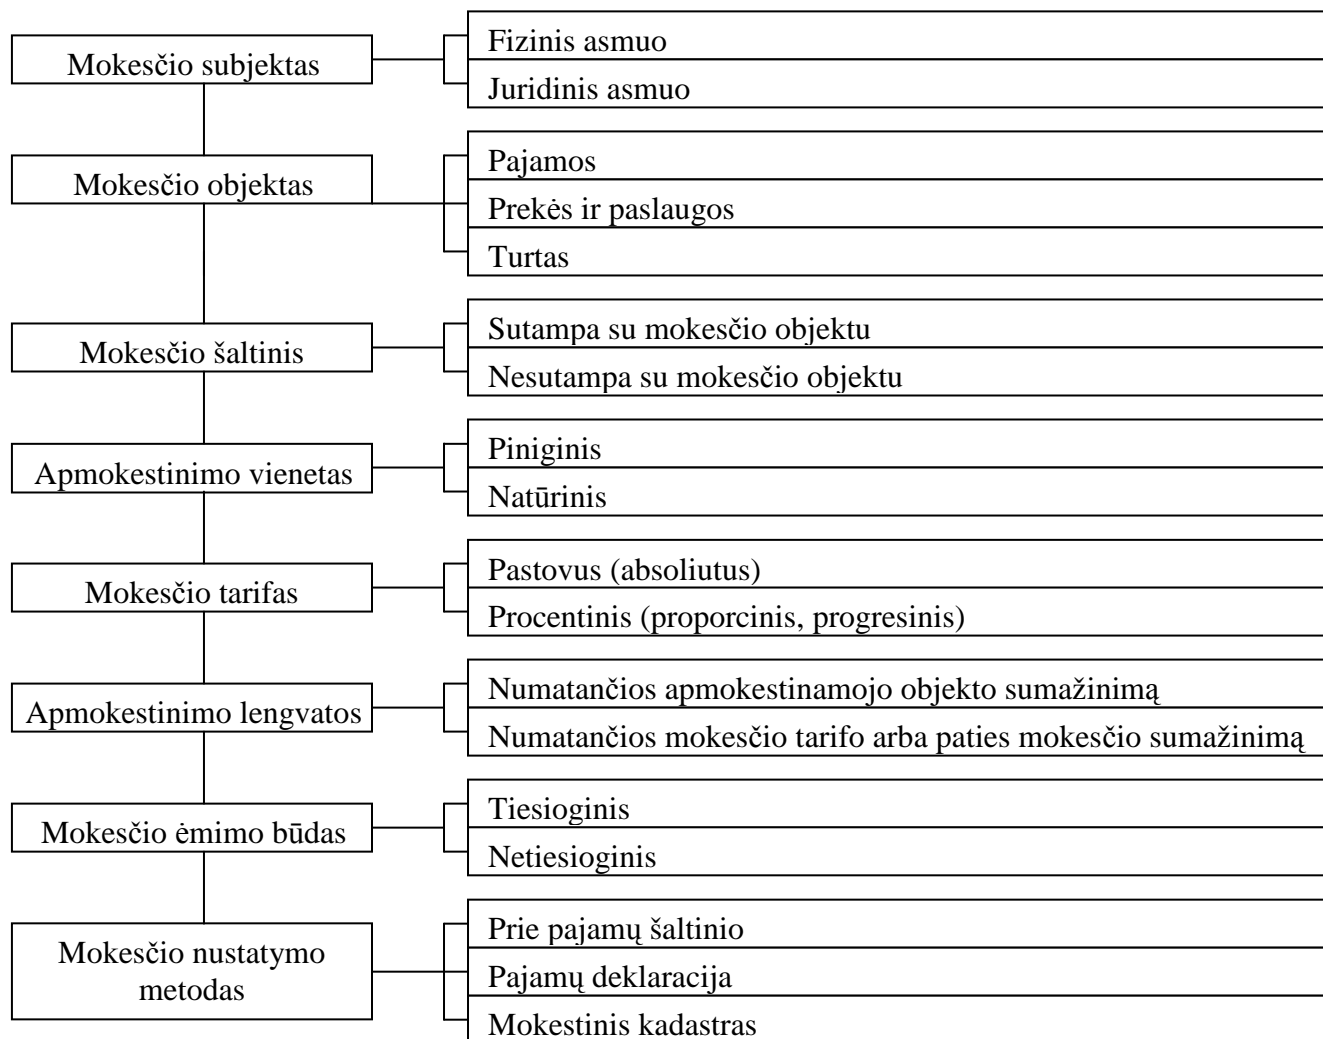 Mokesčio subjektas
Fizinis asmuo
Juridinis asmuo
Mokesčio objektas
Pajamos
Prekės ir paslaugos
Turtas
Mokesčio šaltinis
Sutampa su mokesčio objektu
Nesutampa su mokesčio objektu
Apmokestinimo vienetas
Piniginis
Natūrinis
Mokesčio tarifas
Pastovus (absoliutus)
Procentinis (proporcinis, progresinis)
Apmokestinimo lengvatos
Numatančios apmokestinamojo objekto sumažinimą
Numatančios mokesčio tarifo arba paties mokesčio sumažinimą
Mokesčio ėmimo būdas
Tiesioginis
Netiesioginis
Mokesčio nustatymo
metodas
Prie pajamų šaltinio
Pajamų deklaracija
Mokestinis kadastras